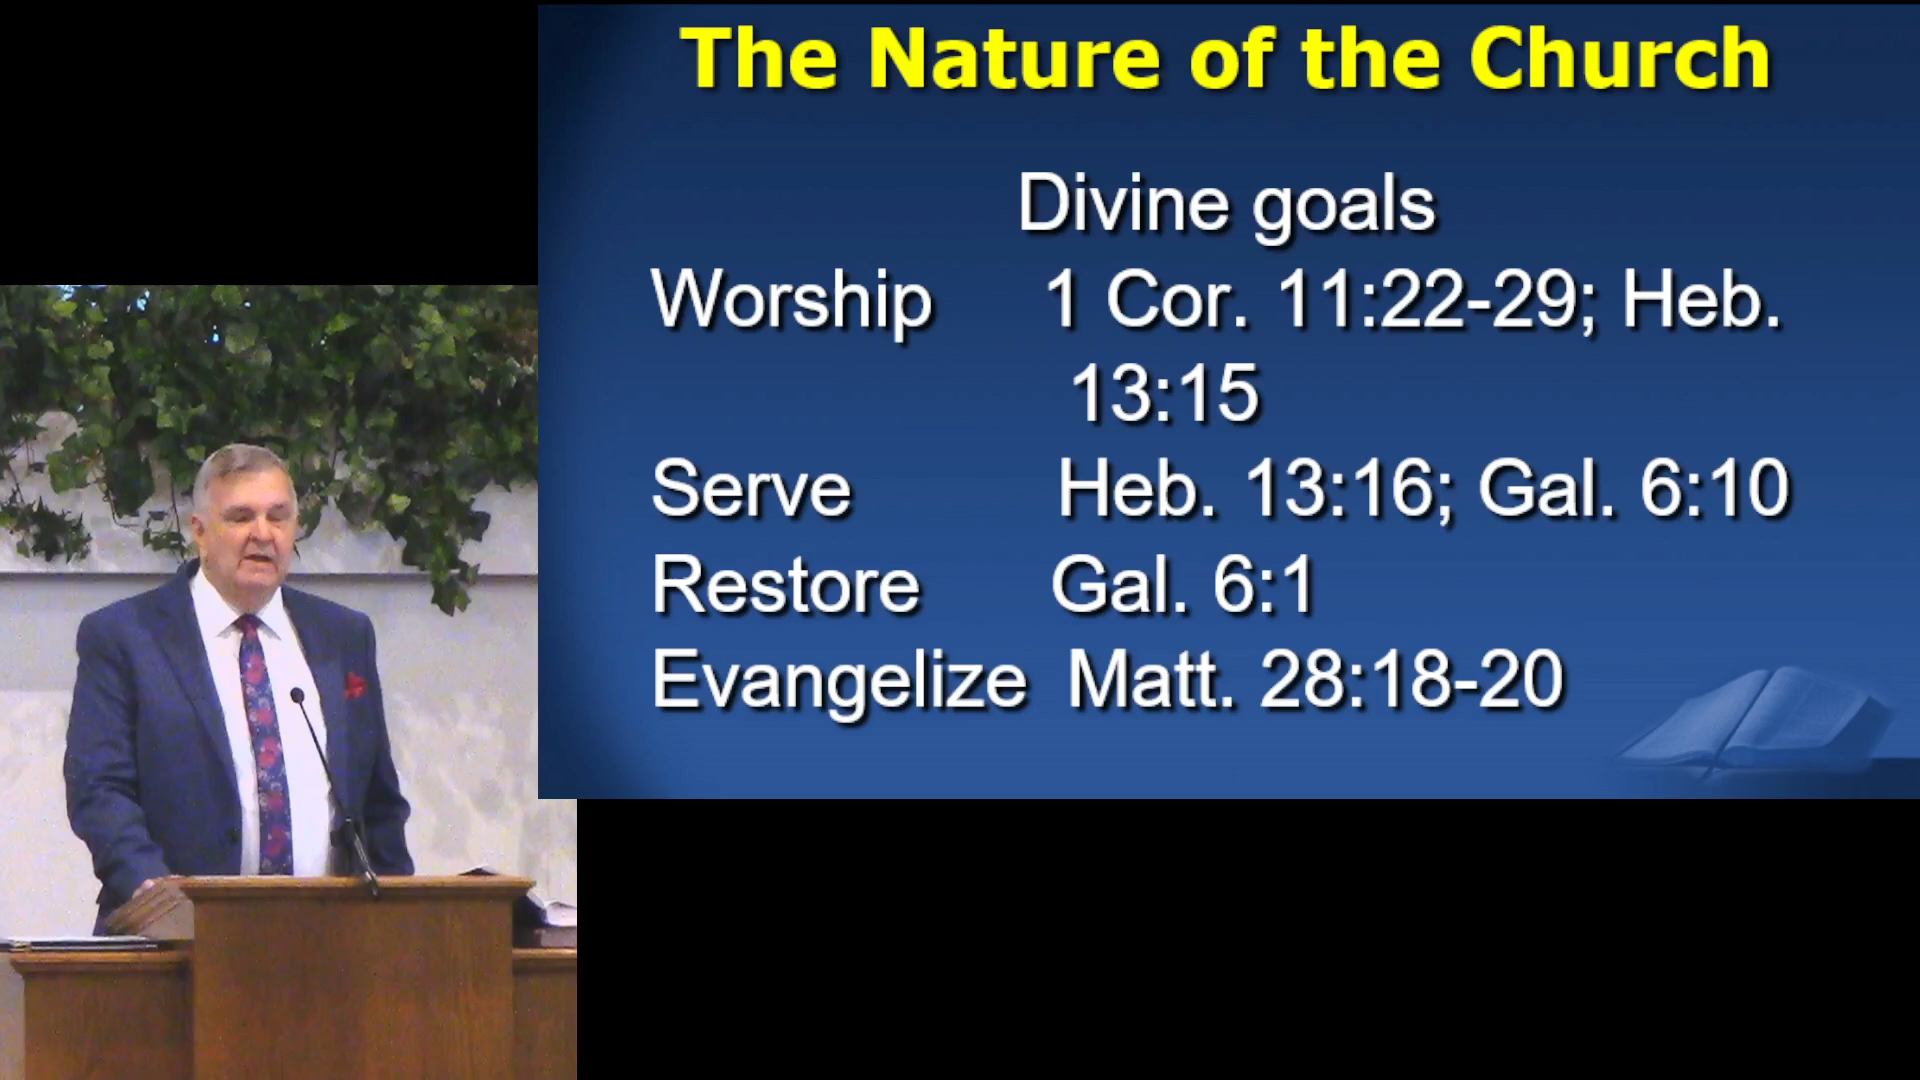 The Nature of the Church
Divine goals
Worship 1 Cor. 11:22-29; Heb.
13:15
Serve Heb. 13:16; Gal. 6:10
Restore Gal. 6:1
Evangelize Matt. 28:18-20